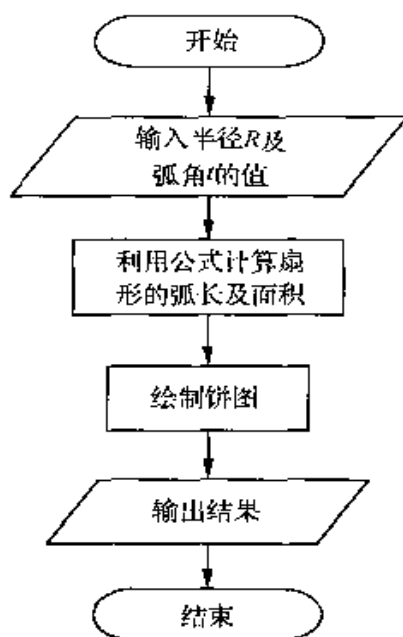 开始
输入半径R及
弧角t的值
利用公式计算扇
形的弧长及面积
绘制饼图
输出结果
结束